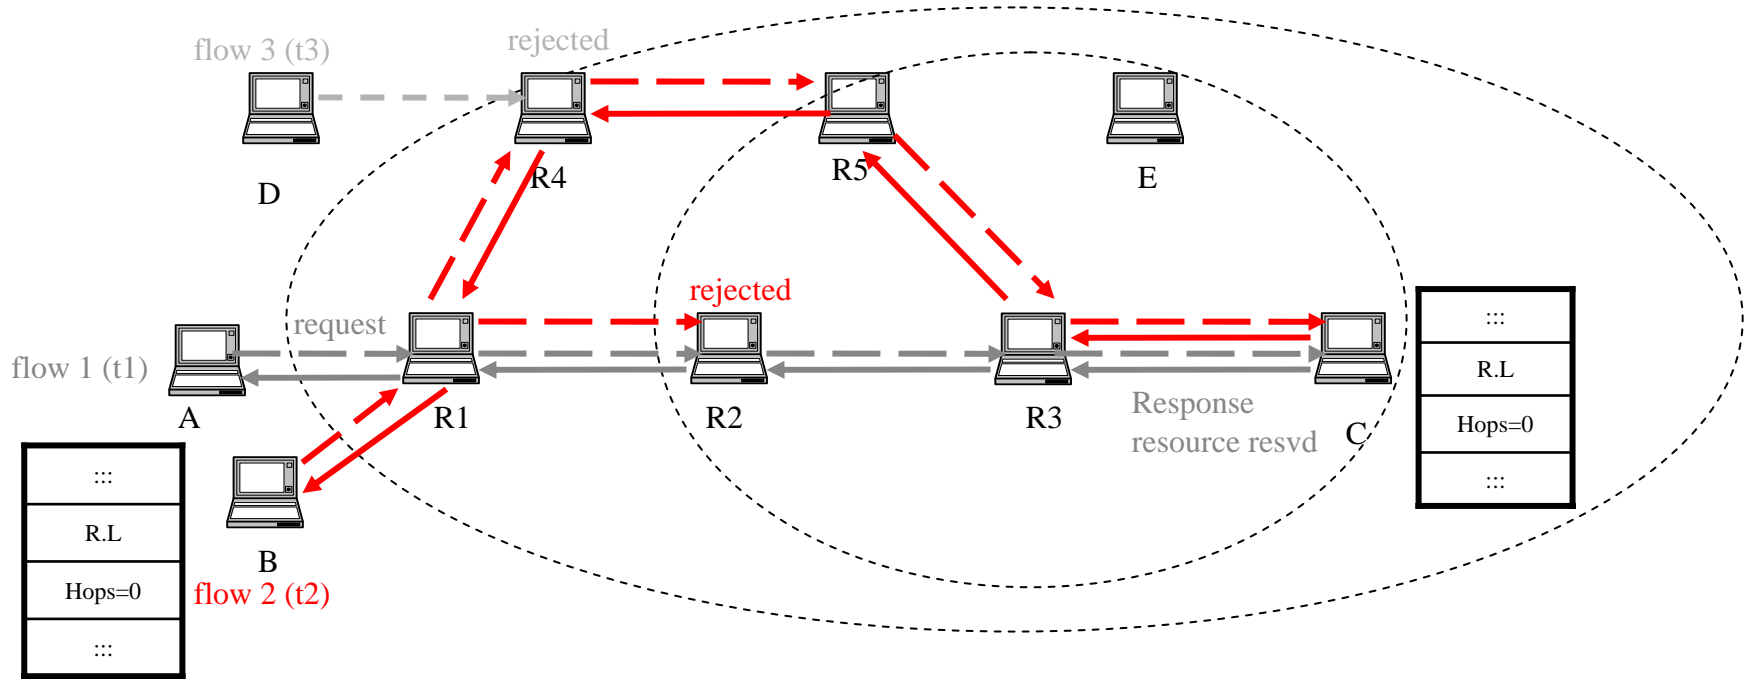 flow 3 (t3)
rejected
D
R4
R5
E
rejected
request
flow 1 (t1)
A
R1
R2
R3
Response
resource resvd
C
:::
R.L
Hops=0
:::
:::
R.L
Hops=0
:::
B
flow 2 (t2)